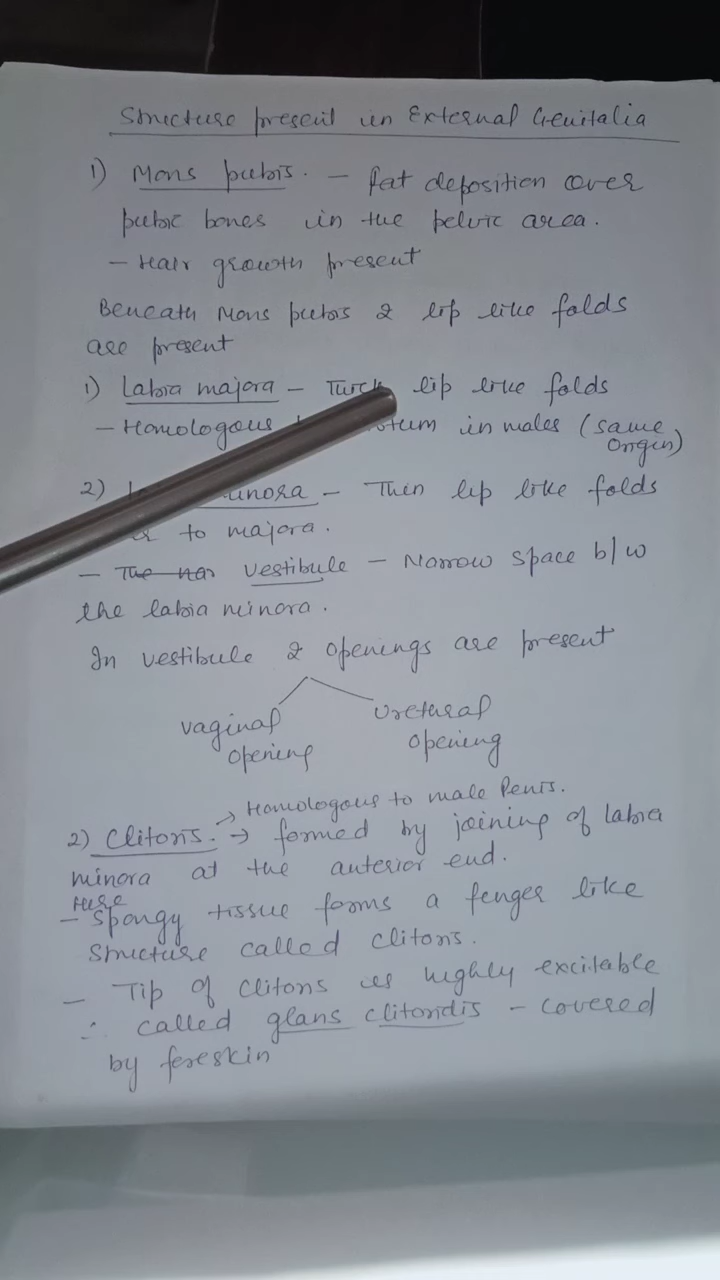 Structure present in External Genitalia
1) Mons pubis. - fat deposition over
pubic bones in the pelvic area.
- Hair growth present
Beneath Mons pubis 2 lip like folds
are present
1) Labia majora - Thick lip like folds
- Homologous in males (same
origin)
2) - Thin lip like folds
to majora.
- The nar vestibule - Narrow space b/w
the labia minora.
In vestibule 2 openings are present
vaginal opening
urethral opening
→ Homologous to male Penis.
2) Clitoris. → formed by joining of labia
minora at the anterior end.
These
- Spongy tissue forms a finger like
structure called clitoris.
- Tip of clitoris is highly excitable
∴ called glans clitoridis - covered
by foreskin